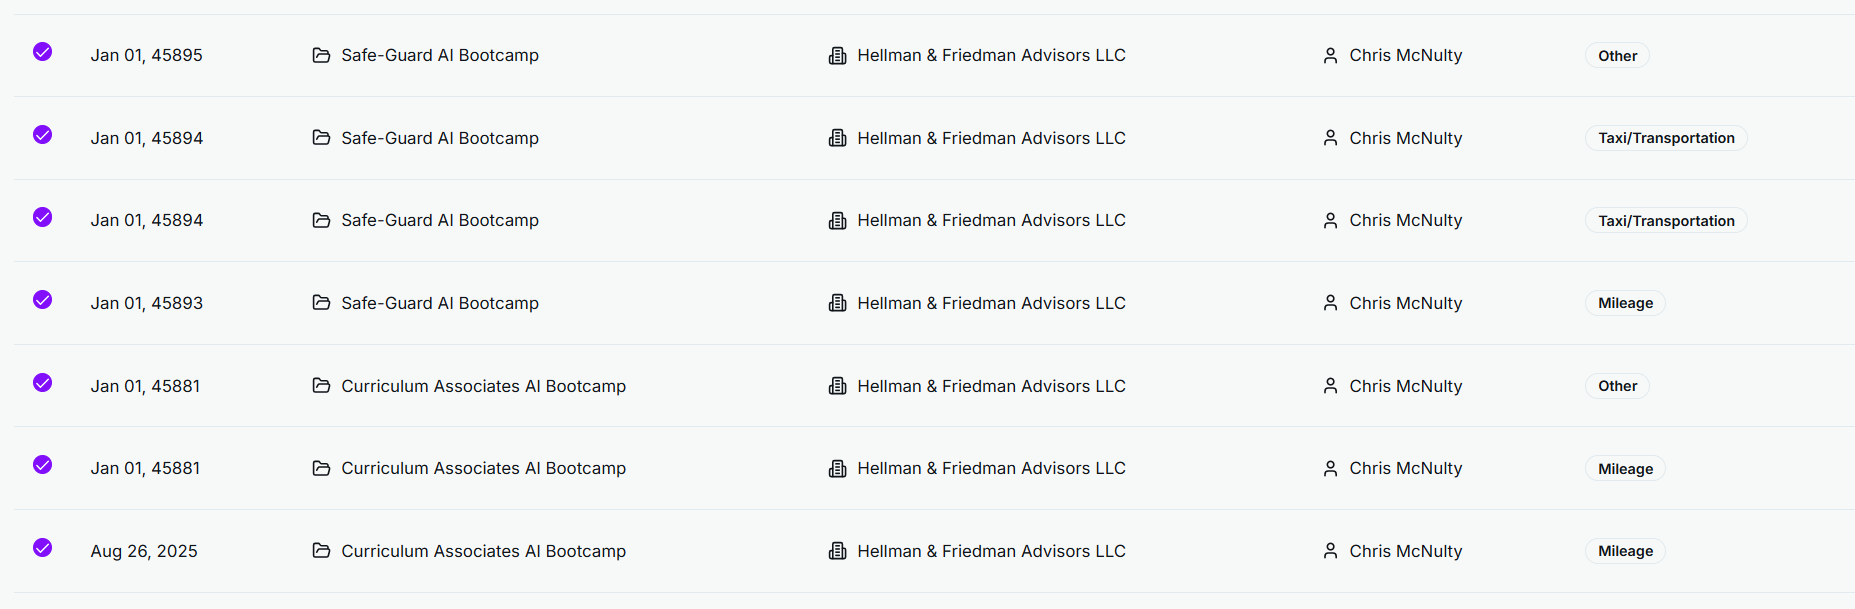 Jan 01, 45895 Safe-Guard AI Bootcamp Hellman & Friedman Advisors LLC Chris McNulty Other
Jan 01, 45894 Safe-Guard AI Bootcamp Hellman & Friedman Advisors LLC Chris McNulty Taxi/Transportation
Jan 01, 45894 Safe-Guard AI Bootcamp Hellman & Friedman Advisors LLC Chris McNulty Taxi/Transportation
Jan 01, 45893 Safe-Guard AI Bootcamp Hellman & Friedman Advisors LLC Chris McNulty Mileage
Jan 01, 45881 Curriculum Associates AI Bootcamp Hellman & Friedman Advisors LLC Chris McNulty Other
Jan 01, 45881 Curriculum Associates AI Bootcamp Hellman & Friedman Advisors LLC Chris McNulty Mileage
Aug 26, 2025 Curriculum Associates AI Bootcamp Hellman & Friedman Advisors LLC Chris McNulty Mileage